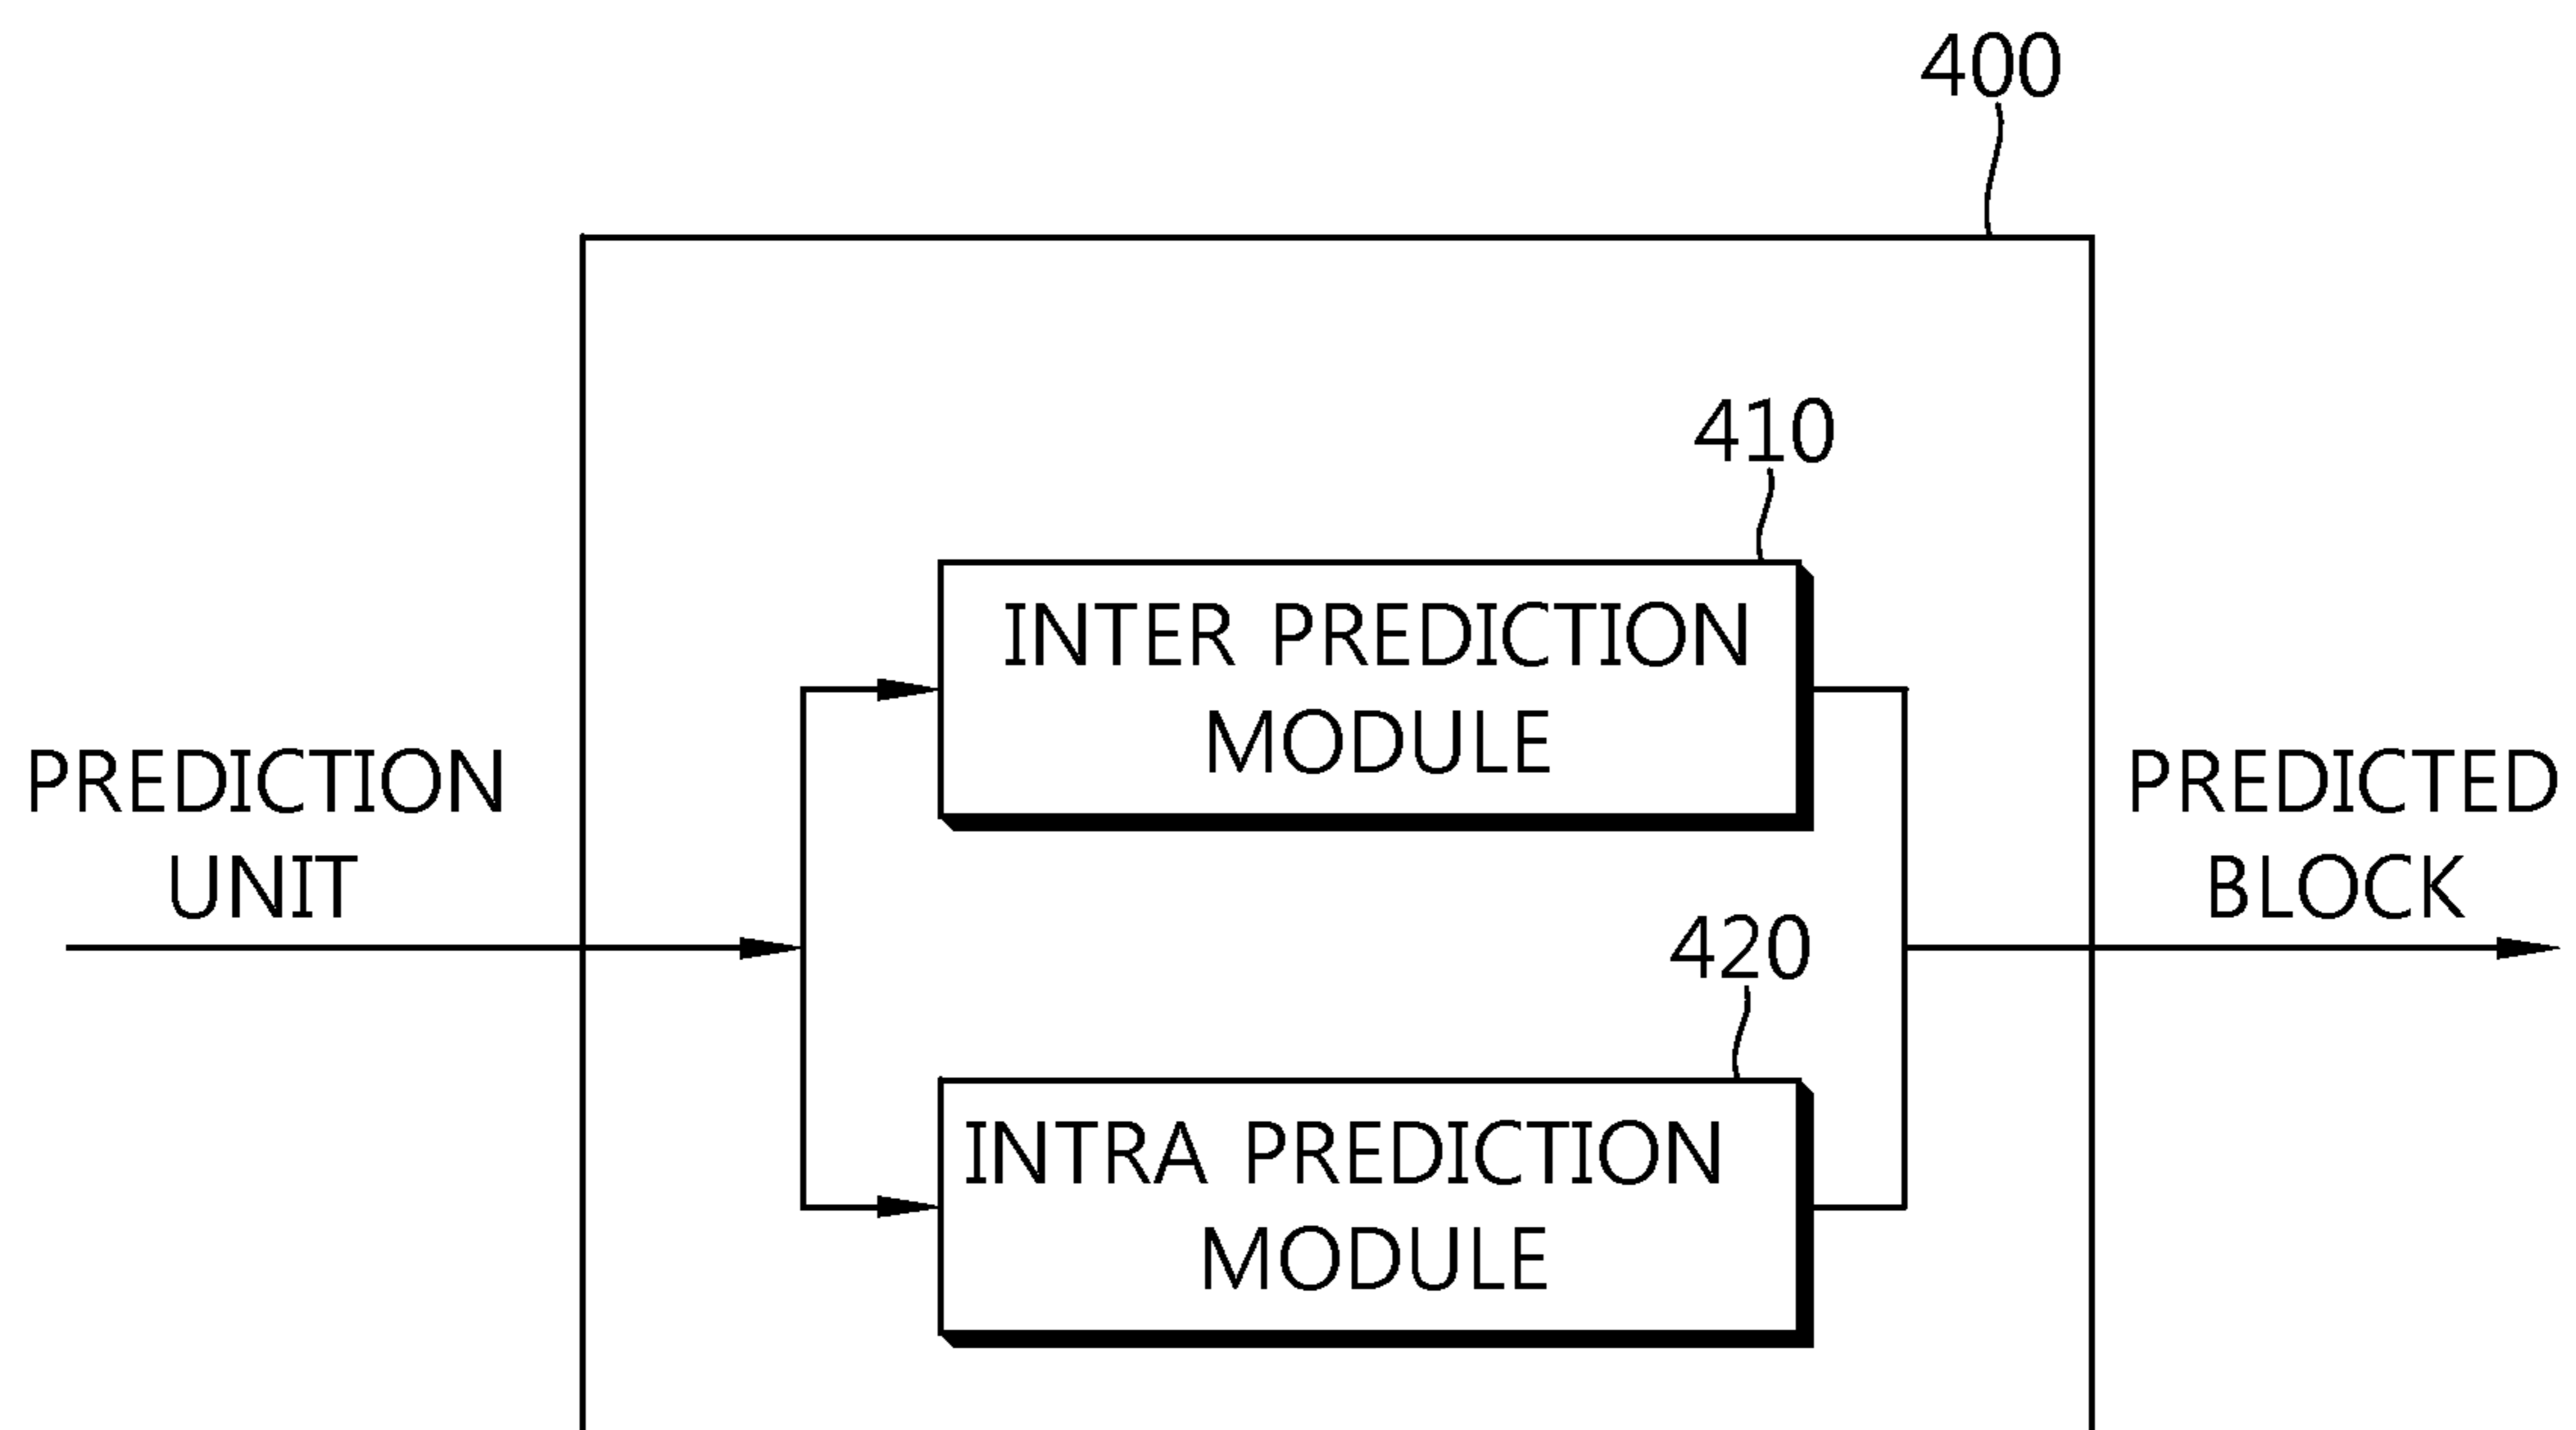 400
410
INTER PREDICTION
MODULE
PREDICTION
UNIT
PREDICTED
BLOCK
420
INTRA PREDICTION
MODULE